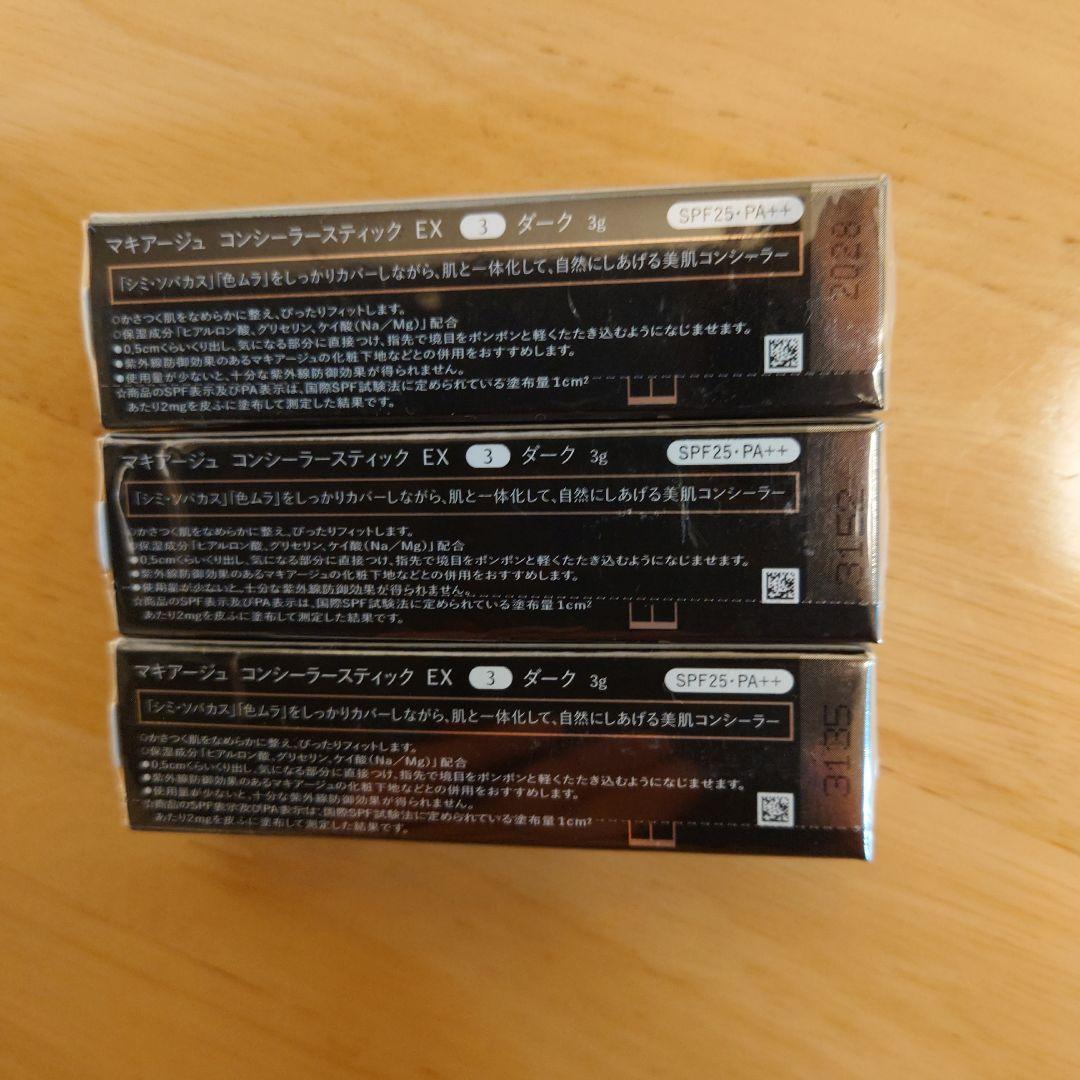 マキアージュ コンシーラースティック EX 3 ダーク 3g SPF25・PA++
「シミ・ソバカス」「色ムラ」をしっかりカバーしながら、肌と一体化して、自然にしあげる美肌コンシーラー
○かさつく肌をなめらかに整え、ぴったりフィットします。
○保湿成分「ヒアルロン酸、グリセリン、ケイ酸(Na/Mg)」配合
●0.5cmくらいくり出し、気になる部分に直接つけ、指先で境目をポンポンと軽くたたき込むようになじませます。
●紫外線防御効果のあるマキアージュの化粧下地などとの併用をおすすめします。
●使用量が少ないと、十分な紫外線防御効果が得られません。
☆商品のSPF表示及びPA表示は、国際SPF試験法に定められている塗布量1cm²
あたり2mgを皮ふに塗布して測定した結果です。
2028
マキアージュ コンシーラースティック EX 3 ダーク 3g SPF25・PA++
「シミ・ソバカス」「色ムラ」をしっかりカバーしながら、肌と一体化して、自然にしあげる美肌コンシーラー
○かさつく肌をなめらかに整え、ぴったりフィットします。
○保湿成分「ヒアルロン酸、グリセリン、ケイ酸(Na/Mg)」配合
●0.5cmくらいくり出し、気になる部分に直接つけ、指先で境目をポンポンと軽くたたき込むようになじませます。
●紫外線防御効果のあるマキアージュの化粧下地などとの併用をおすすめします。
●使用量が少ないと、十分な紫外線防御効果が得られません。
☆商品のSPF表示及びPA表示は、国際SPF試験法に定められている塗布量1cm²
あたり2mgを皮ふに塗布して測定した結果です。
3152
マキアージュ コンシーラースティック EX 3 ダーク 3g SPF25・PA++
「シミ・ソバカス」「色ムラ」をしっかりカバーしながら、肌と一体化して、自然にしあげる美肌コンシーラー
○かさつく肌をなめらかに整え、ぴったりフィットします。
○保湿成分「ヒアルロン酸、グリセリン、ケイ酸(Na/Mg)」配合
●0.5cmくらいくり出し、気になる部分に直接つけ、指先で境目をポンポンと軽くたたき込むようになじませます。
●紫外線防御効果のあるマキアージュの化粧下地などとの併用をおすすめします。
●使用量が少ないと、十分な紫外線防御効果が得られません。
☆商品のSPF表示及びPA表示は、国際SPF試験法に定められている塗布量1cm²
あたり2mgを皮ふに塗布して測定した結果です。
3135